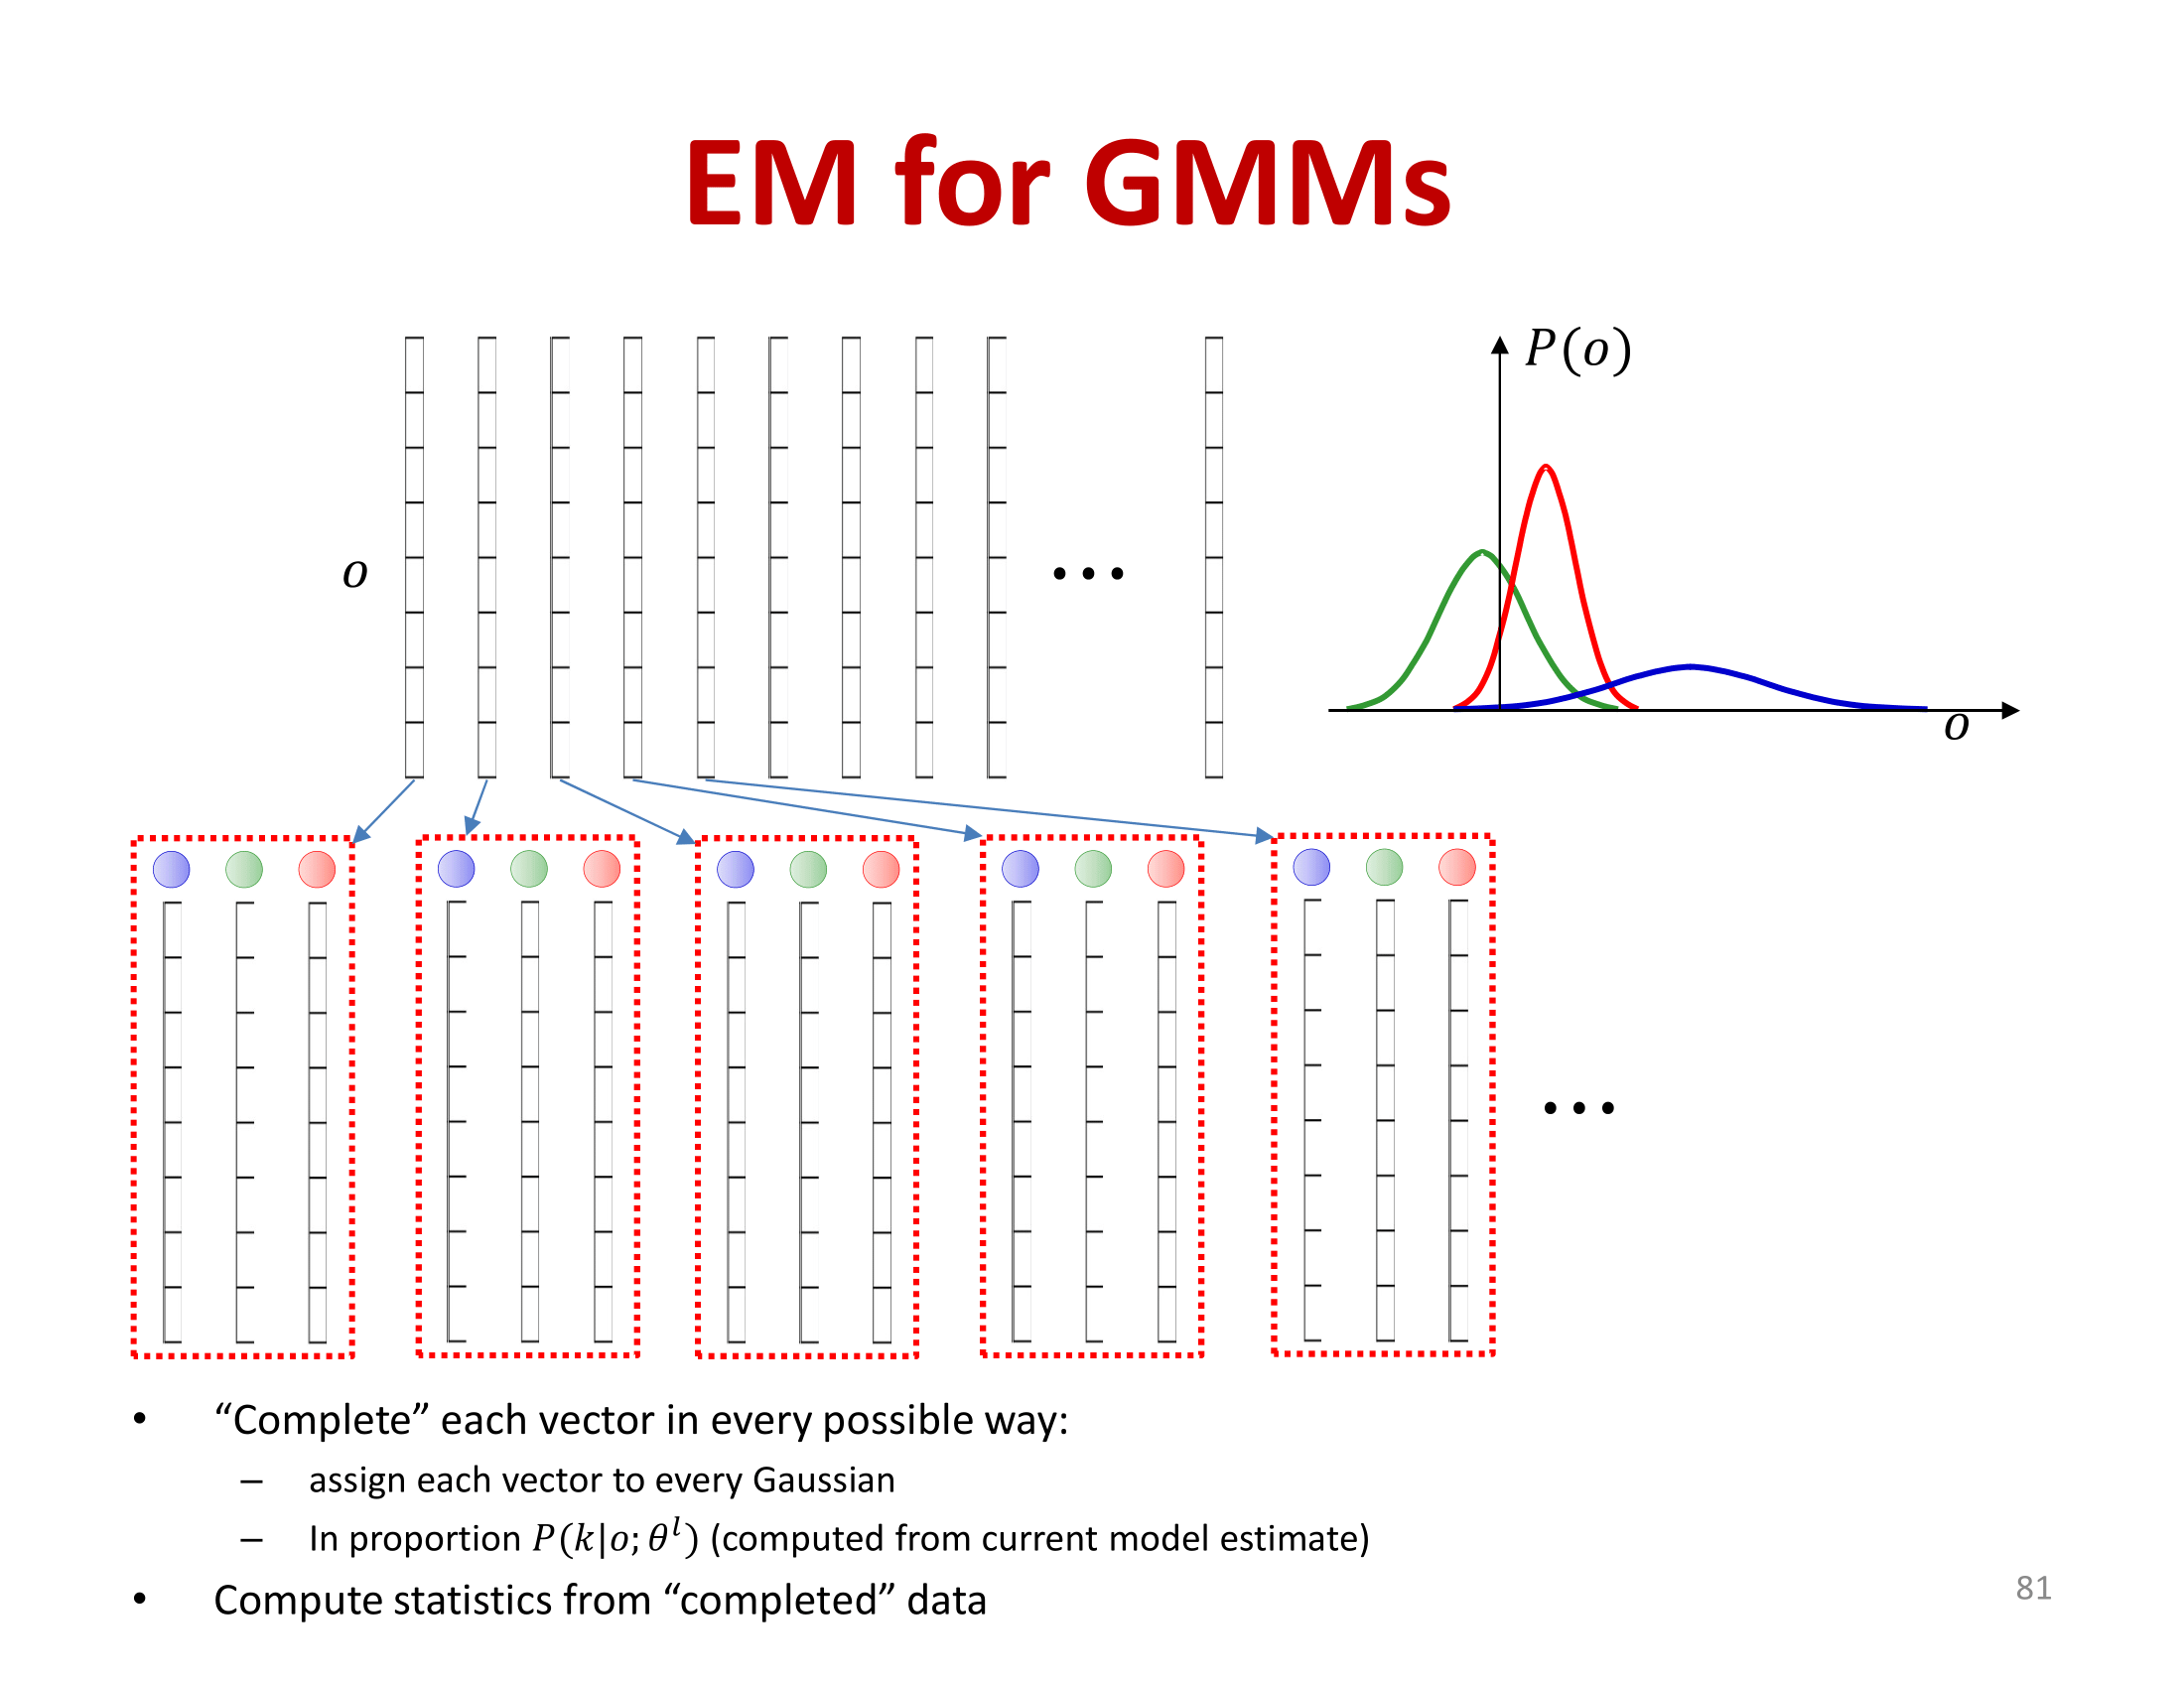 EM for GMMs
P(o)
o
…
o
…
• “Complete” each vector in every possible way:
– assign each vector to every Gaussian
– In proportion P(k|o; θˡ) (computed from current model estimate)
• Compute statistics from “completed” data
81